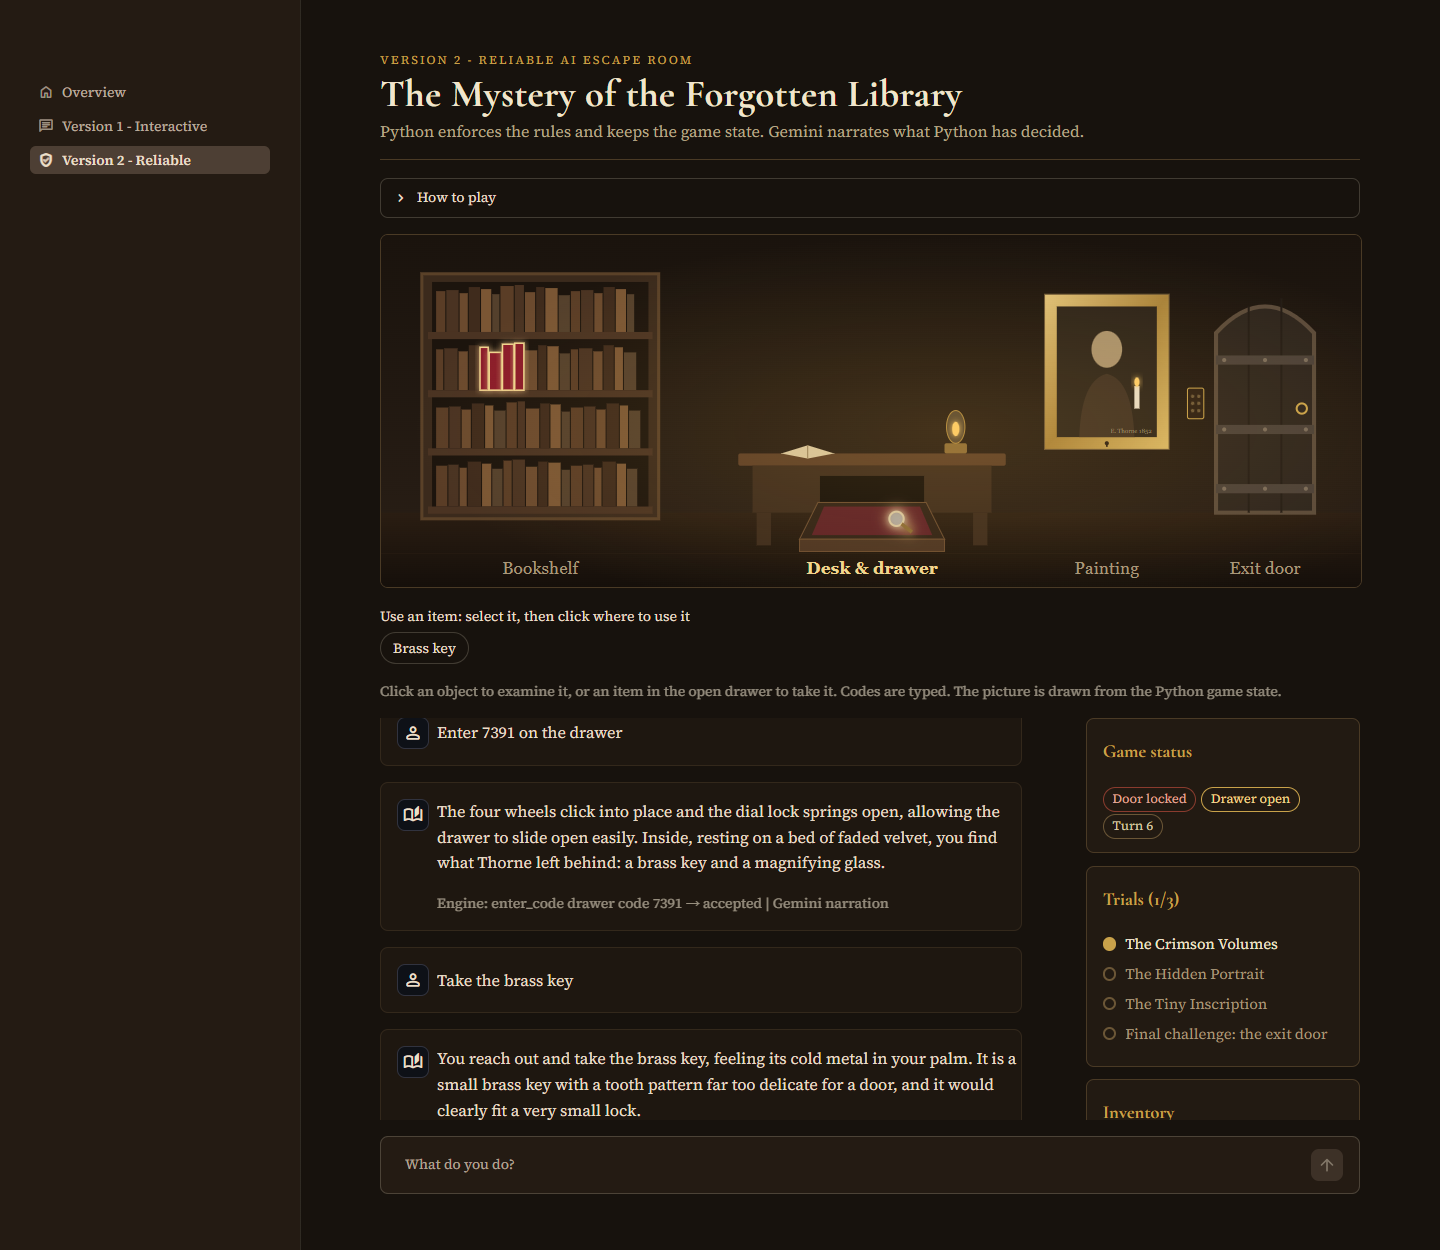 Overview
Version 1 - Interactive
Version 2 - Reliable
VERSION 2 - RELIABLE AI ESCAPE ROOM
The Mystery of the Forgotten Library
Python enforces the rules and keeps the game state. Gemini narrates what Python has decided.
How to play
E. Thorne 1852
Bookshelf
Desk & drawer
Painting
Exit door
Use an item: select it, then click where to use it
Brass key
Click an object to examine it, or an item in the open drawer to take it. Codes are typed. The picture is drawn from the Python game state.
Enter 7391 on the drawer
The four wheels click into place and the dial lock springs open, allowing the
drawer to slide open easily. Inside, resting on a bed of faded velvet, you find
what Thorne left behind: a brass key and a magnifying glass.
Engine: enter_code drawer code 7391 → accepted | Gemini narration
Take the brass key
You reach out and take the brass key, feeling its cold metal in your palm. It is a
small brass key with a tooth pattern far too delicate for a door, and it would
clearly fit a very small lock.
Game status
Door locked
Drawer open
Turn 6
Trials (1/3)
The Crimson Volumes
The Hidden Portrait
The Tiny Inscription
Final challenge: the exit door
Inventory
What do you do?